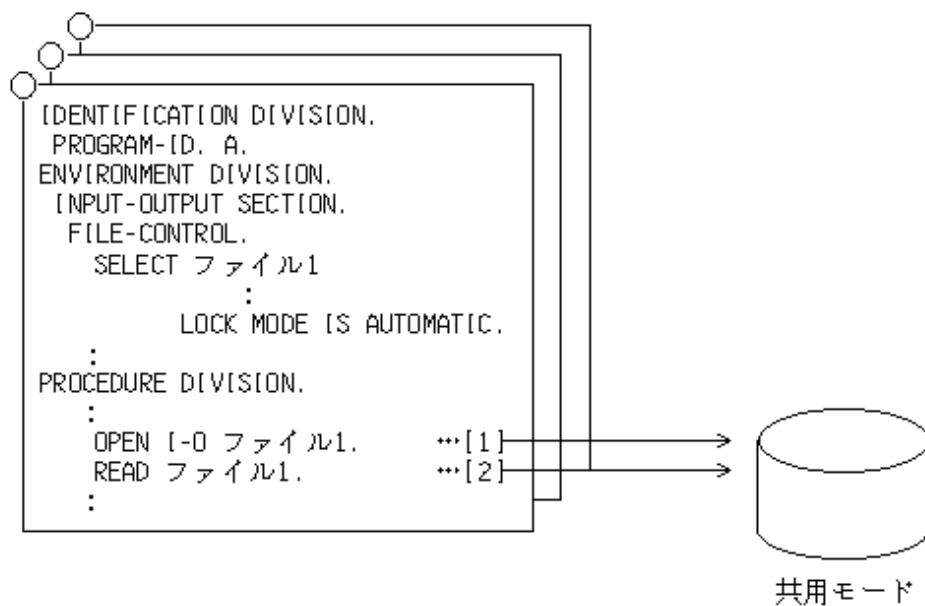 IDENTIFICATION DIVISION.
PROGRAM-ID. A.
ENVIRONMENT DIVISION.
INPUT-OUTPUT SECTION.
FILE-CONTROL.
SELECT ファイル1
:
LOCK MODE IS AUTOMATIC.
:
PROCEDURE DIVISION.
:
OPEN I-O ファイル1. …[1]
READ ファイル1. …[2]
:
共用モード